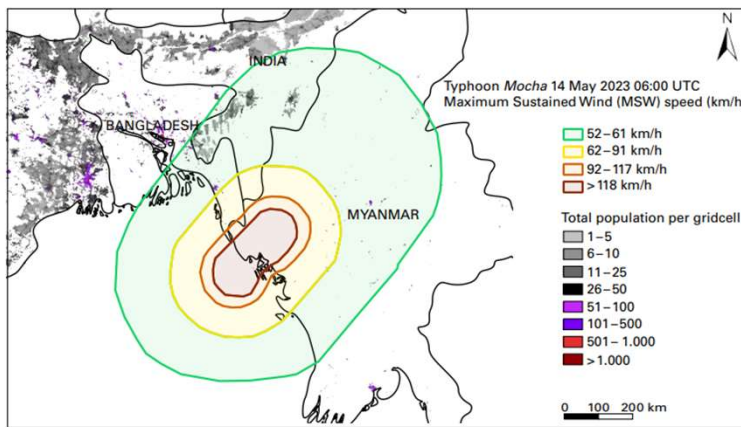 N
INDIA
Typhoon Mocha 14 May 2023 06:00 UTC
Maximum Sustained Wind (MSW) speed (km/h
BANGLADESH
52–61 km/h
62–91 km/h
92–117 km/h
>118 km/h
MYANMAR
Total population per gridcell
1–5
6–10
11–25
26–50
51–100
101–500
501–1.000
>1.000
0 100 200 km